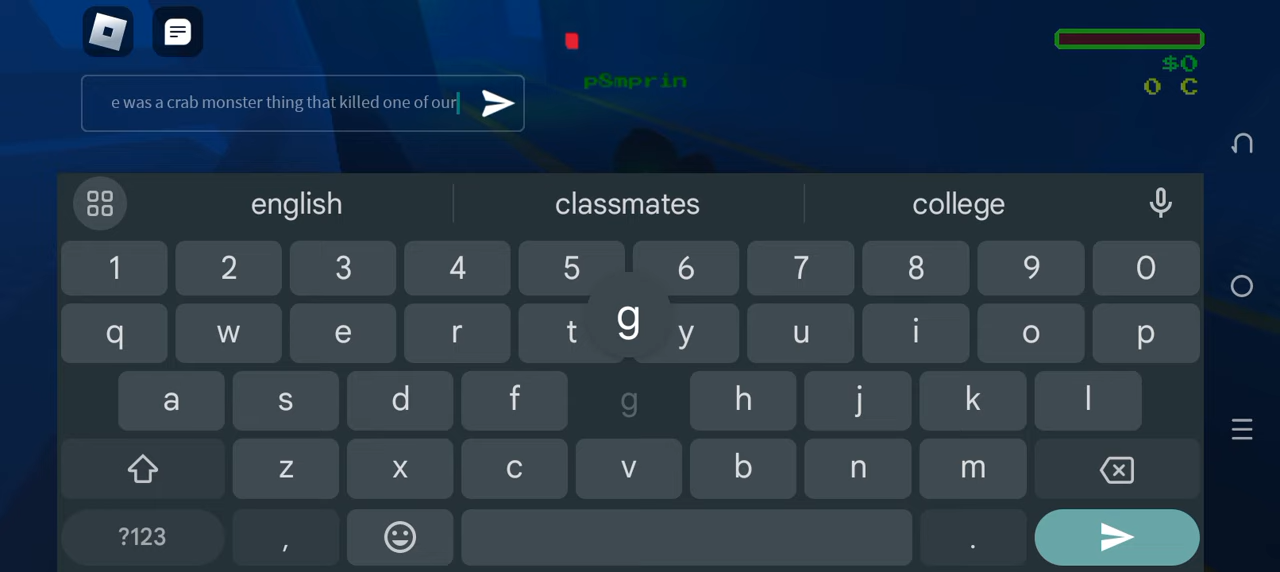 pSmprin
$0
0 C
e was a crab monster thing that killed one of our
english classmates college
1 2 3 4 5 6 7 8 9 0
g
q w e r t y u i o p
a s d f g h j k l
z x c v b n m
?123 , .